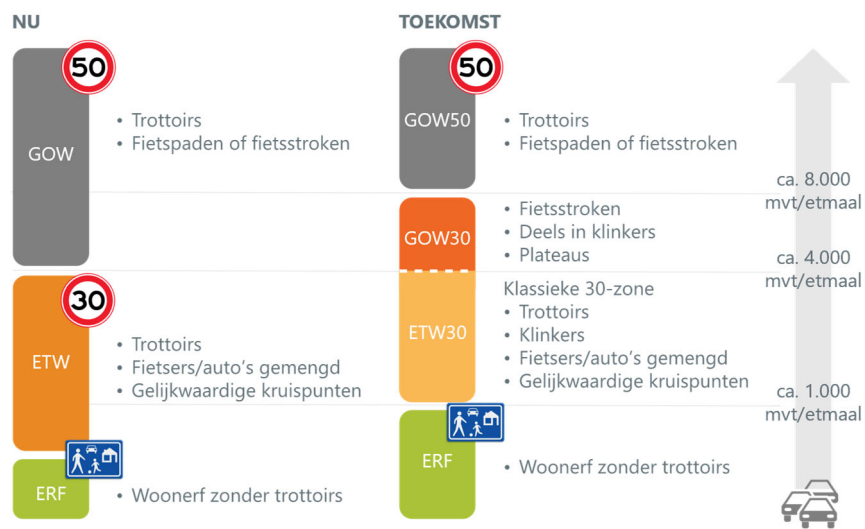 NU
50
GOW
• Trottoirs
• Fietspaden of fietsstroken
30
ETW
• Trottoirs
• Fietsers/auto's gemengd
• Gelijkwaardige kruispunten
ERF
• Woonerf zonder trottoirs
TOEKOMST
50
GOW50
• Trottoirs
• Fietspaden of fietsstroken
GOW30
• Fietsstroken
• Deels in klinkers
• Plateaus
ETW30
Klassieke 30-zone
• Trottoirs
• Klinkers
• Fietsers/auto's gemengd
• Gelijkwaardige kruispunten
ERF
• Woonerf zonder trottoirs
ca. 8.000
mvt/etmaal
ca. 4.000
mvt/etmaal
ca. 1.000
mvt/etmaal